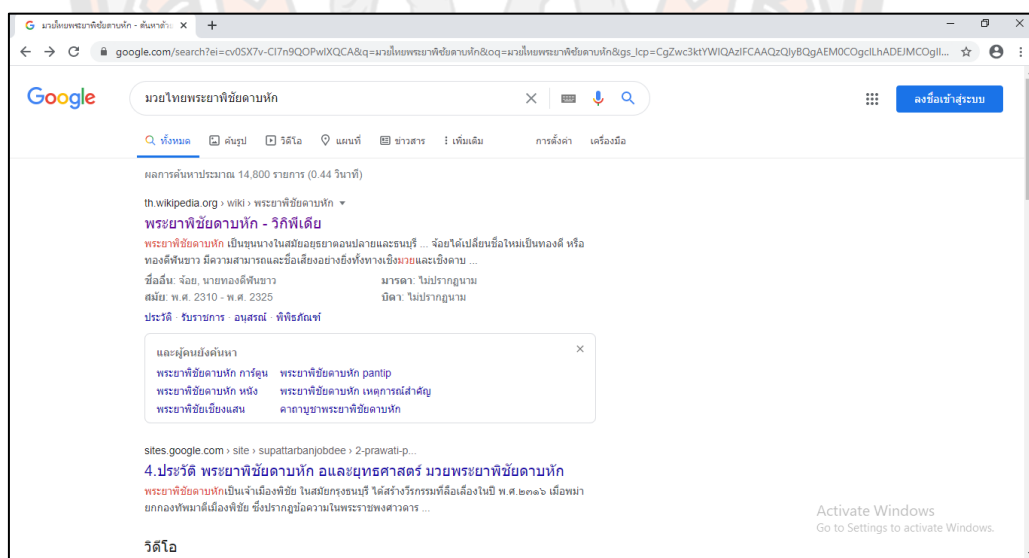 มวยไทยพระยาพิชัยดาบหัก - ค้นหาด้วย
google.com/search?ei=cv0SX7v-CI7n9QOPwIXQCA&q=มวยไทยพระยาพิชัยดาบหัก&oq=มวยไทยพระยาพิชัยดาบหัก&gs_lcp=CgZwc3ktYWIQAzIFCAAQzQIyBQgAEM0COgcILhADEJMCOgII...
Google
มวยไทยพระยาพิชัยดาบหัก
ลงชื่อเข้าสู่ระบบ
ทั้งหมด ค้นรูป วิดีโอ แผนที่ ข่าวสาร เพิ่มเติม การตั้งค่า เครื่องมือ
ผลการค้นหาประมาณ 14,800 รายการ (0.44 วินาที)
th.wikipedia.org › wiki › พระยาพิชัยดาบหัก
พระยาพิชัยดาบหัก - วิกิพีเดีย
พระยาพิชัยดาบหัก เป็นขุนนางในสมัยอยุธยาตอนปลายและธนบุรี ... จ้อยได้เปลี่ยนชื่อใหม่เป็นทองดี หรือ
ทองดีฟันขาว มีความสามารถและชื่อเสียงอย่างยิ่งทั้งทางเชิงมวยและเชิงดาบ ...
ชื่ออื่น: จ้อย, นายทองดีฟันขาว มารดา: ไม่ปรากฏนาม
สมัย: พ.ศ. 2310 - พ.ศ. 2325 บิดา: ไม่ปรากฏนาม
ประวัติ · รับราชการ · อนุสรณ์ · พิพิธภัณฑ์
และผู้คนยังค้นหา
พระยาพิชัยดาบหัก การ์ตูน พระยาพิชัยดาบหัก pantip
พระยาพิชัยดาบหัก หนัง พระยาพิชัยดาบหัก เหตุการณ์สําคัญ
พระยาพิชัยเชียงแสน คาถาบูชาพระยาพิชัยดาบหัก
sites.google.com › site › supattarbanjobdee › 2-prawati-p...
4.ประวัติ พระยาพิชัยดาบหัก อและยุทธศาสตร์ มวยพระยาพิชัยดาบหัก
พระยาพิชัยดาบหักเป็นเจ้าเมืองพิชัย ในสมัยกรุงธนบุรี ได้สร้างวีรกรรมที่ลือเลื่องในปี พ.ศ.๒๓๑๖ เมื่อพม่า
ยกกองทัพมาตีเมืองพิชัย ซึ่งปรากฏข้อความในพระราชพงศาวดาร ...
วิดีโอ
Activate Windows
Go to Settings to activate Windows.